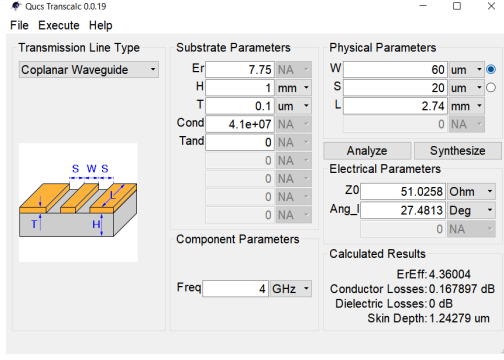 Qucs Transcalc 0.0.19
File Execute Help
Transmission Line Type
Coplanar Waveguide
S W S
L
T
H
Substrate Parameters
Er 7.75 NA
H 1 mm
T 0.1 um
Cond 4.1e+07 NA
Tand 0 NA
0 NA
0 NA
0 NA
0 NA
Component Parameters
Freq 4 GHz
Physical Parameters
W 60 um
S 20 um
L 2.74 mm
0 NA
Analyze Synthesize
Electrical Parameters
Z0 51.0258 Ohm
Ang_l 27.4813 Deg
0 NA
Calculated Results
ErEff: 4.36004
Conductor Losses: 0.167897 dB
Dielectric Losses: 0 dB
Skin Depth: 1.24279 um